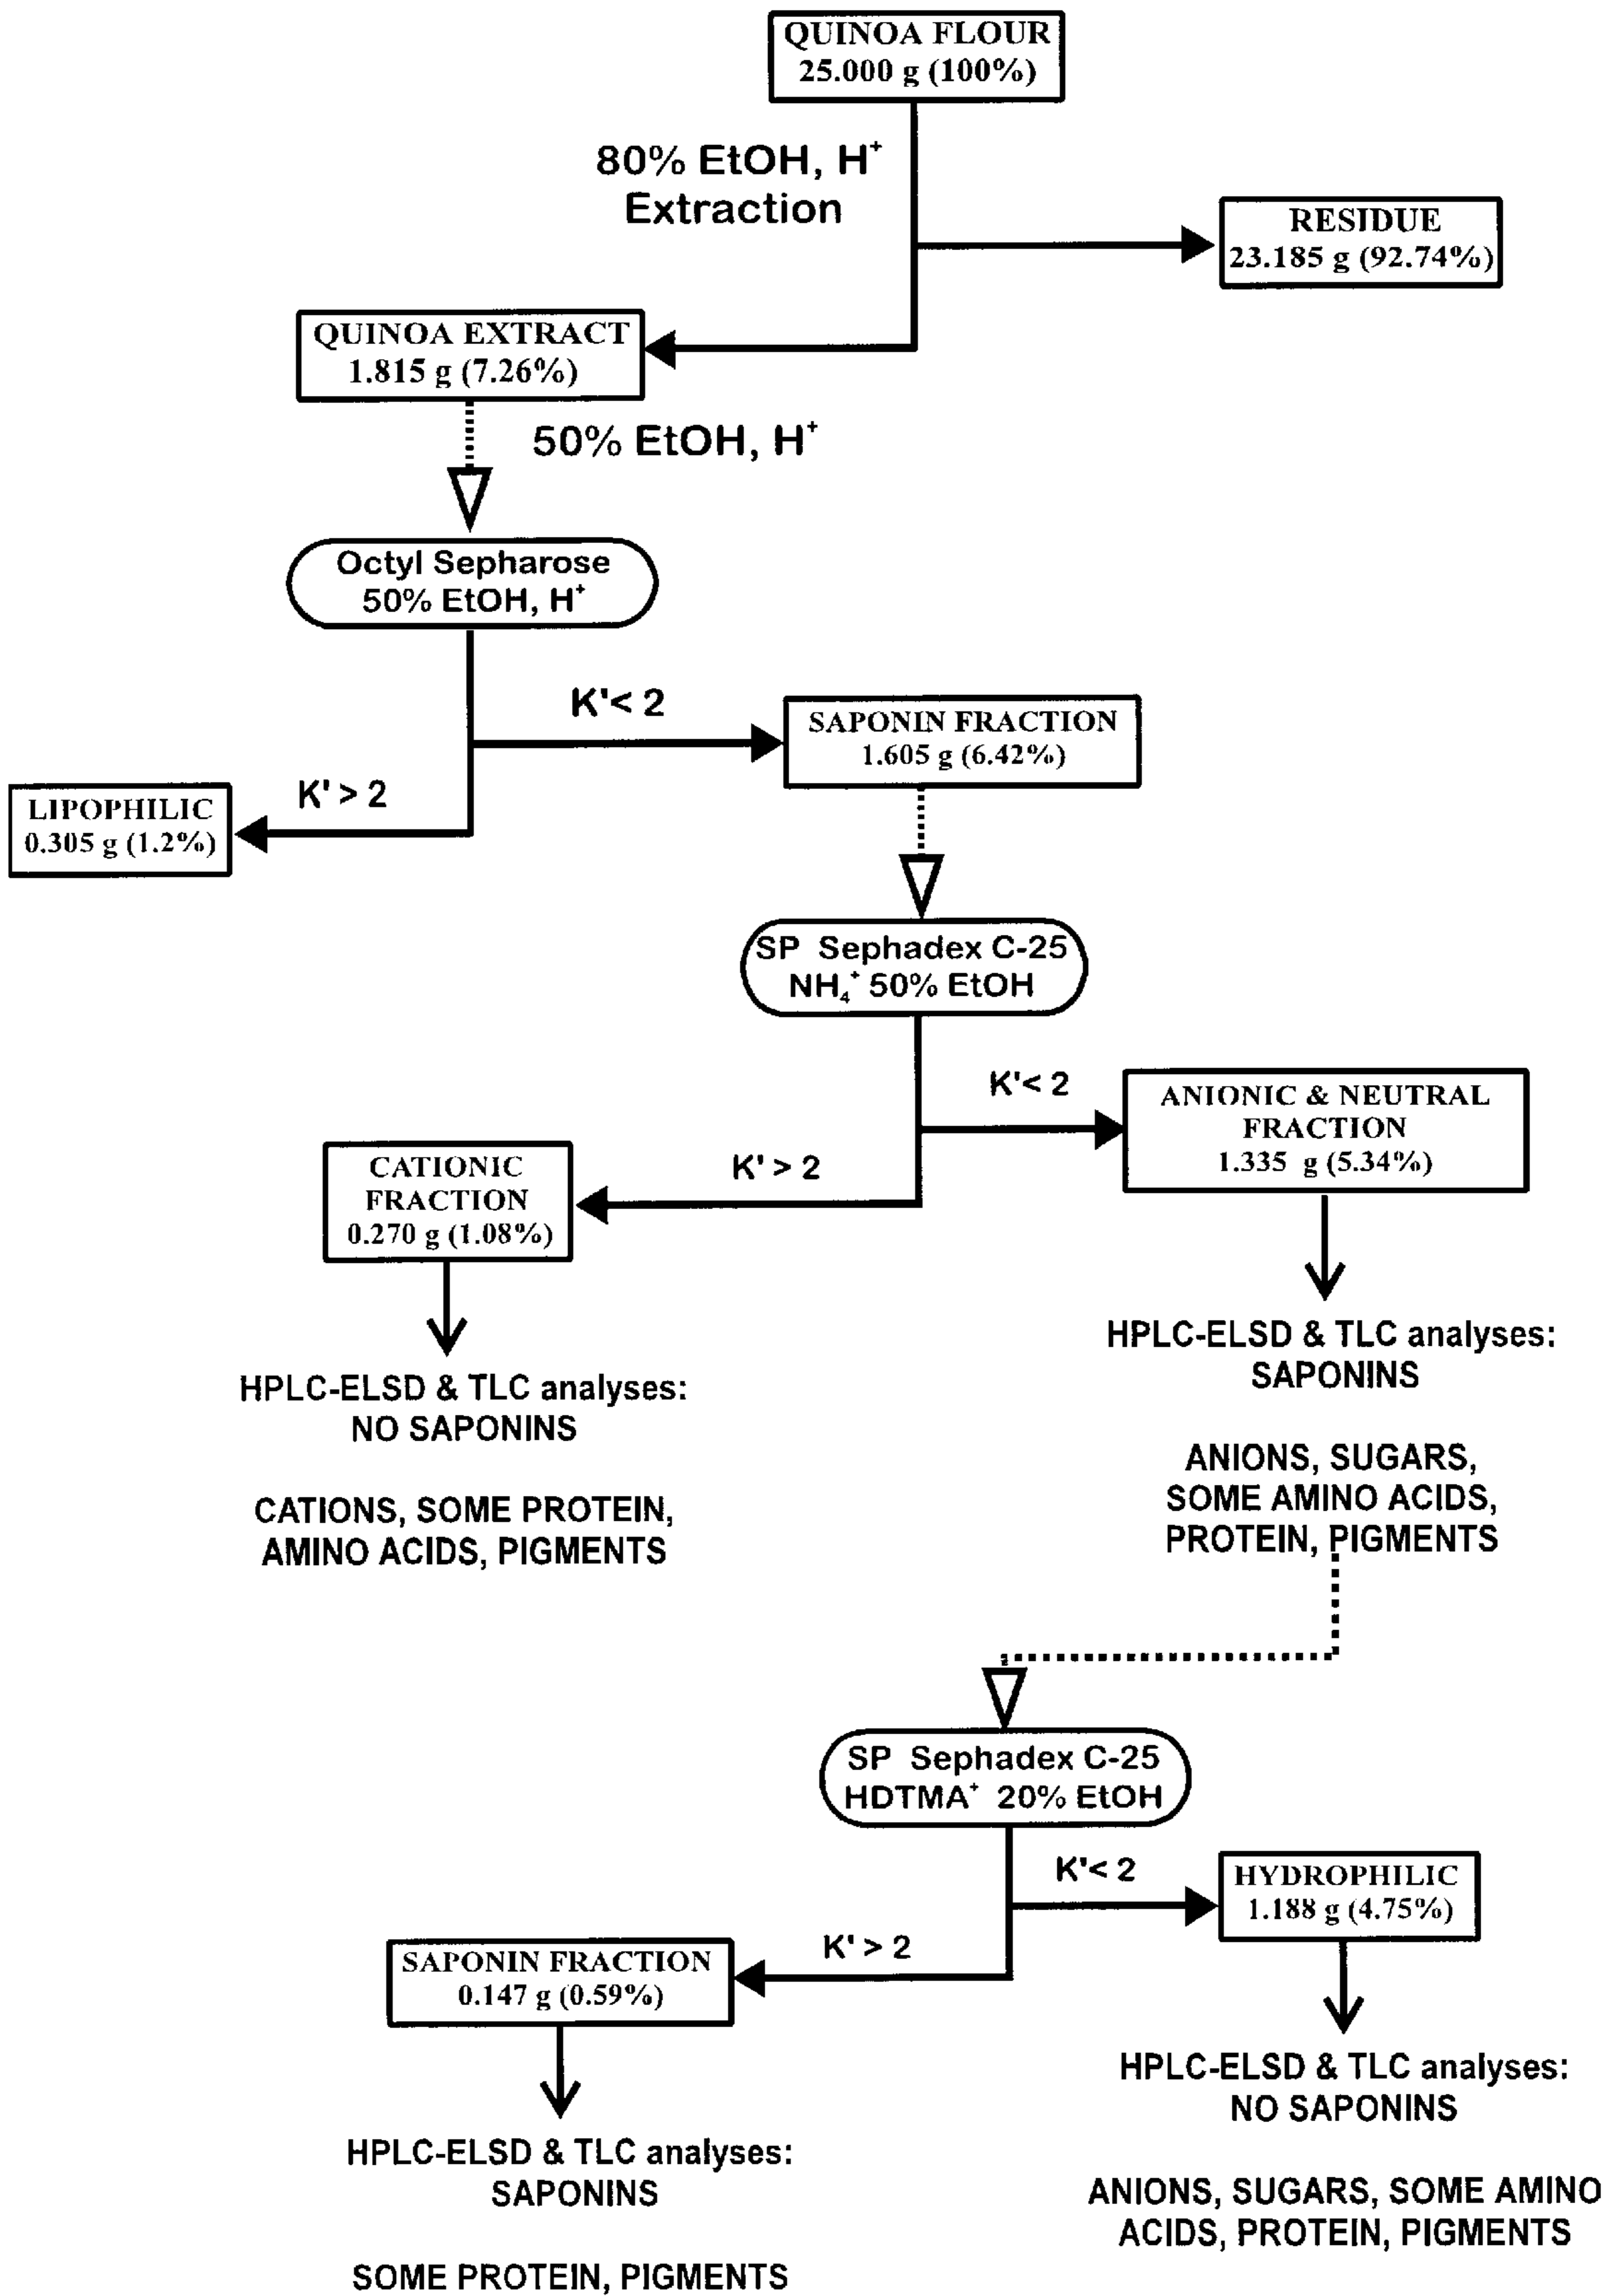 QUINOA FLOUR
25.000 g (100%)
80% EtOH, H⁺
Extraction
RESIDUE
23.185 g (92.74%)
QUINOA EXTRACT
1.815 g (7.26%)
50% EtOH, H⁺
Octyl Sepharose
50% EtOH, H⁺
K'< 2
SAPONIN FRACTION
1.605 g (6.42%)
K' > 2
LIPOPHILIC
0.305 g (1.2%)
SP Sephadex C-25
NH₄⁺ 50% EtOH
K'< 2
ANIONIC & NEUTRAL
FRACTION
1.335 g (5.34%)
K' > 2
CATIONIC
FRACTION
0.270 g (1.08%)
HPLC-ELSD & TLC analyses:
SAPONINS
ANIONS, SUGARS,
SOME AMINO ACIDS,
PROTEIN, PIGMENTS
HPLC-ELSD & TLC analyses:
NO SAPONINS
CATIONS, SOME PROTEIN,
AMINO ACIDS, PIGMENTS
SP Sephadex C-25
HDTMA⁺ 20% EtOH
K'< 2
HYDROPHILIC
1.188 g (4.75%)
K' > 2
SAPONIN FRACTION
0.147 g (0.59%)
HPLC-ELSD & TLC analyses:
NO SAPONINS
ANIONS, SUGARS, SOME AMINO
ACIDS, PROTEIN, PIGMENTS
HPLC-ELSD & TLC analyses:
SAPONINS
SOME PROTEIN, PIGMENTS